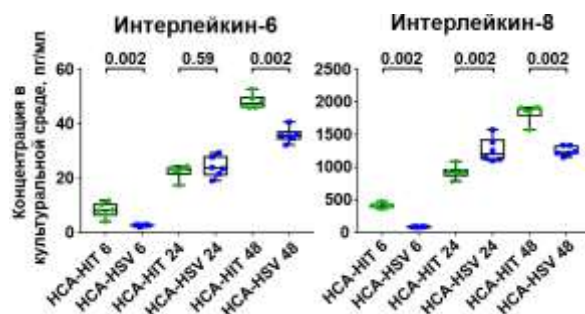 Интерлейкин-6
0.002 0.59 0.002
Концентрация в
культуральной среде, пг/мл
60
40
20
0
HCA-HIT 6
HCA-HSV 6
HCA-HIT 24
HCA-HSV 24
HCA-HIT 48
HCA-HSV 48
Интерлейкин-8
0.002 0.002 0.002
2500
2000
1500
1000
500
0
HCA-HIT 6
HCA-HSV 6
HCA-HIT 24
HCA-HSV 24
HCA-HIT 48
HCA-HSV 48